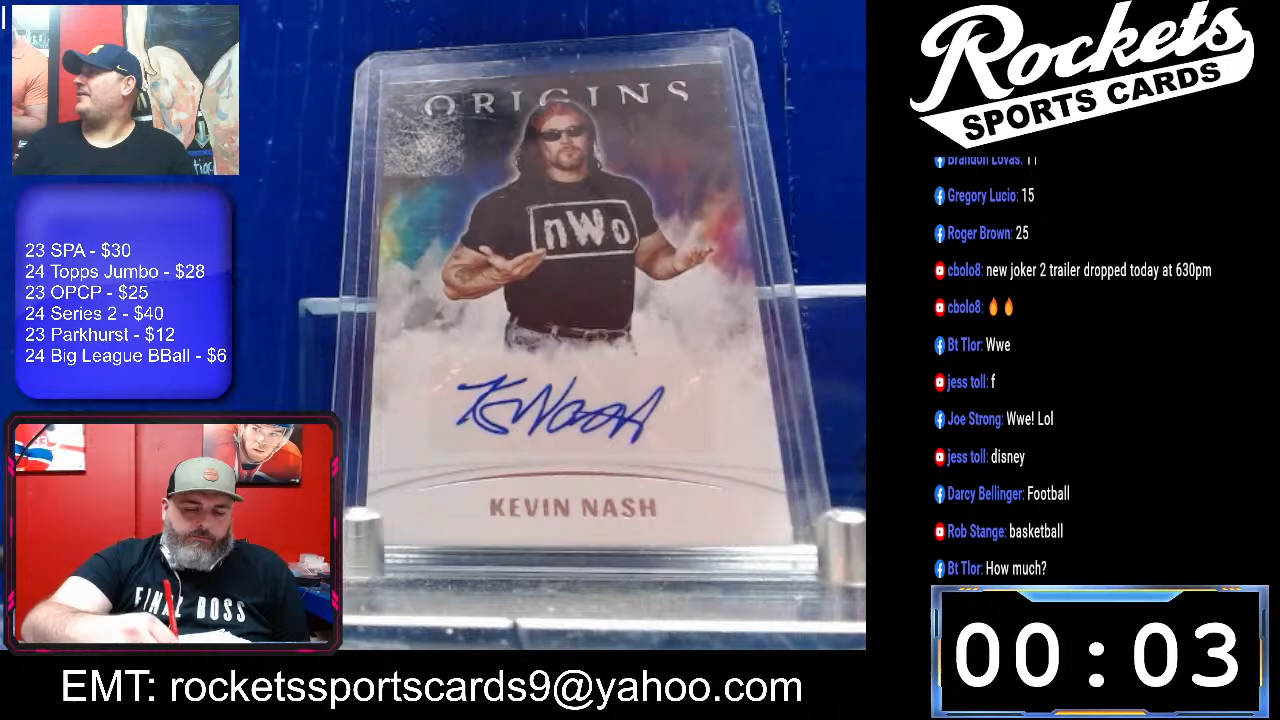 Rockets
SPORTS CARDS
23 SPA - $30
24 Topps Jumbo - $28
23 OPCP - $25
24 Series 2 - $40
23 Parkhurst - $12
24 Big League BBall - $6
ORIGINS
nWo
KEVIN NASH
FINAL BOSS
Brandon Lovas: 11
Gregory Lucio: 15
Roger Brown: 25
cbolo8: new joker 2 trailer dropped today at 630pm
cbolo8: 🔥🔥
Bt Tlor: Wwe
jess toll: f
Joe Strong: Wwe! Lol
jess toll: disney
Darcy Bellinger: Football
Rob Stange: basketball
Bt Tlor: How much?
00:03
EMT: rocketssportscards9@yahoo.com